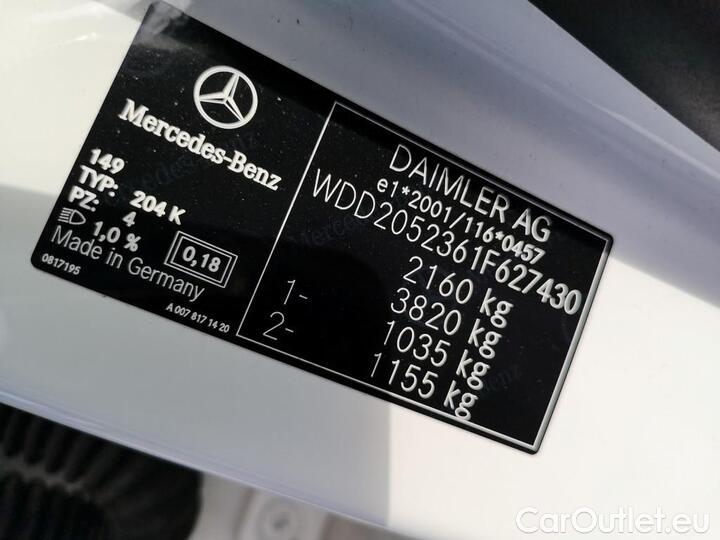 Mercedes-Benz
149
TYP: 204 K
PZ: 4
1,0 %
0,18
Made in Germany
0817195
A 007 817 14 20
DAIMLER AG
e1*2001/116*0457
WDD2052361F627430
2160 kg
3820 kg
1- 1035 kg
2- 1155 kg
CarOutlet.eu